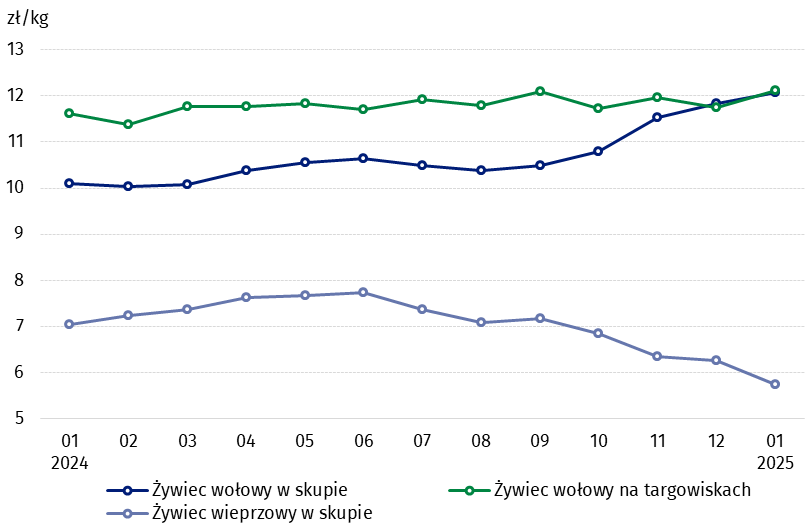 zł/kg
13
12
11
10
9
8
7
6
5
01 02 03 04 05 06 07 08 09 10 11 12 01
2024 2025
Żywiec wołowy w skupie Żywiec wołowy na targowiskach
Żywiec wieprzowy w skupie